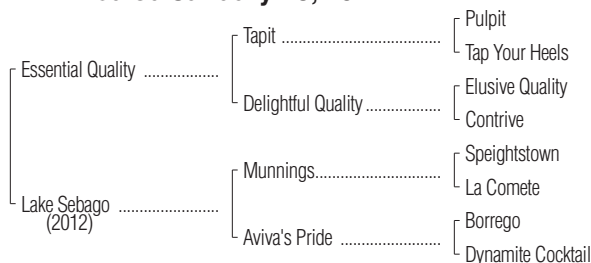 Pulpit
Tapit
Tap Your Heels
Essential Quality
Elusive Quality
Delightful Quality
Contrive
Speightstown
Munnings
La Comete
Lake Sebago
(2012)
Borrego
Aviva's Pride
Dynamite Cocktail